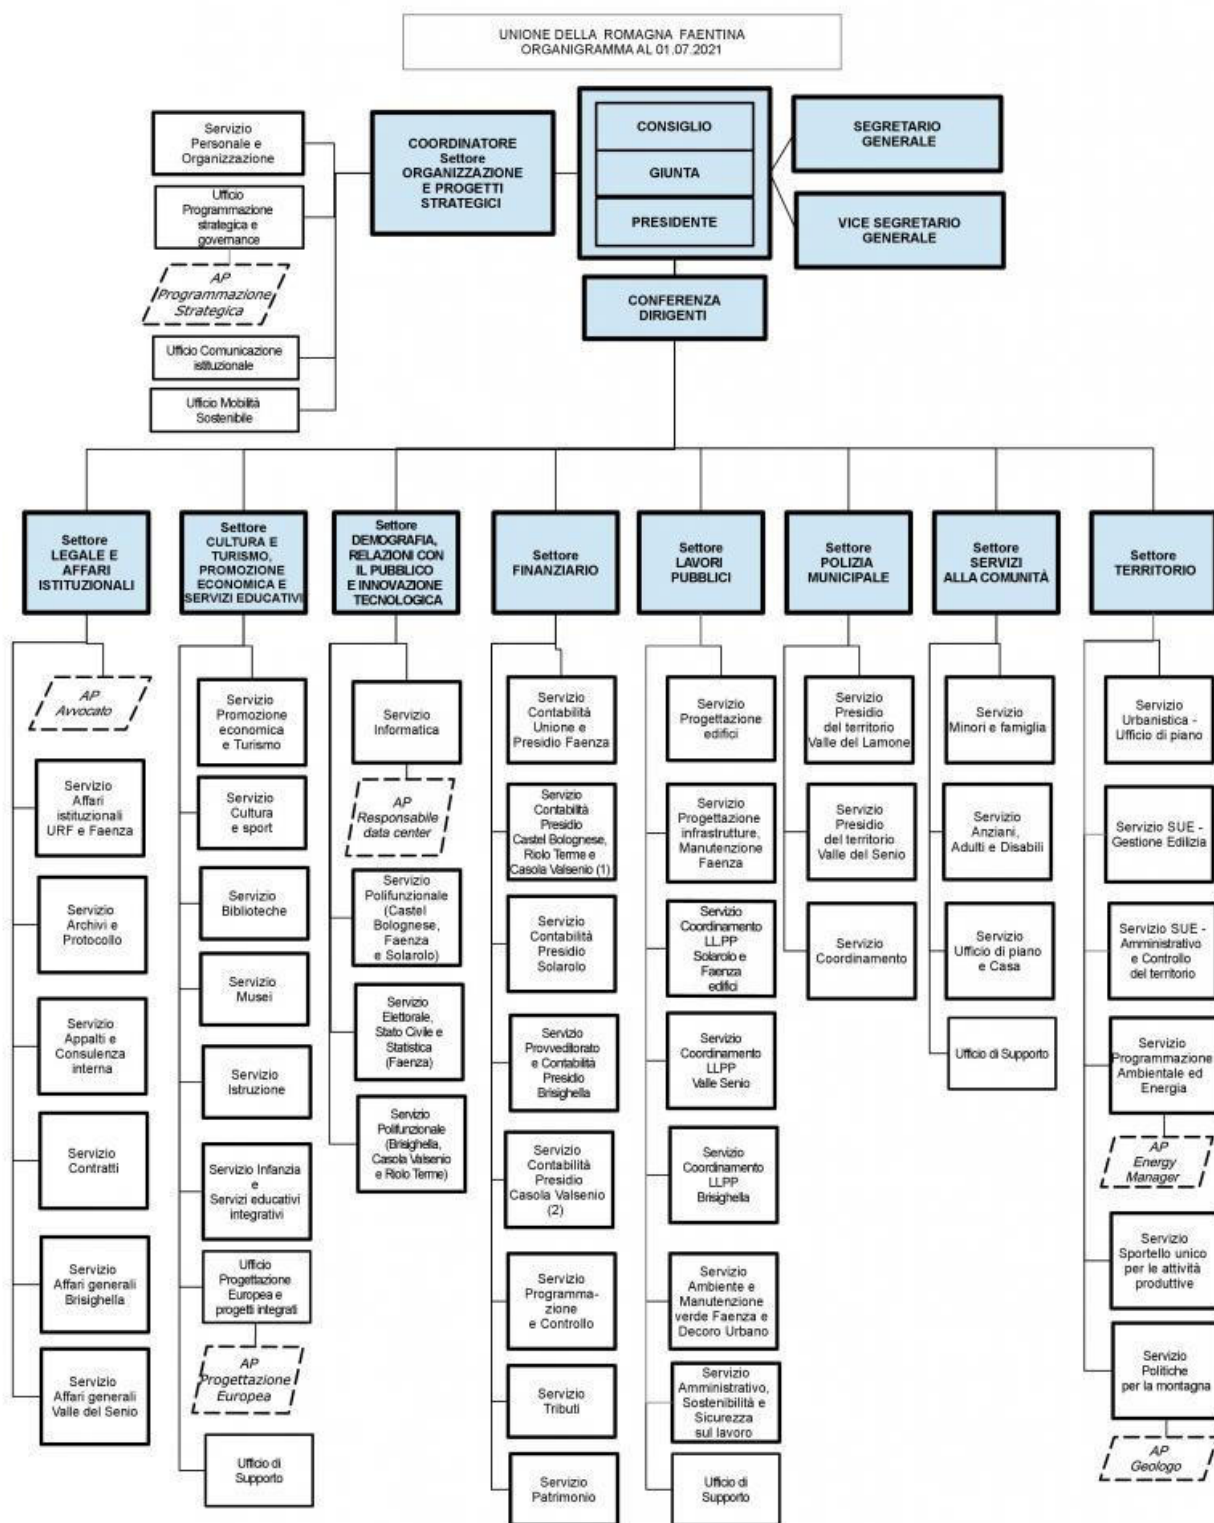 UNIONE DELLA ROMAGNA FAENTINA
ORGANIGRAMMA AL 01.07.2021
Servizio
Personale e
Organizzazione
Ufficio
Programmazione
strategica e
governance
AP
Programmazione
Strategica
Ufficio Comunicazione
istituzionale
Ufficio Mobilità
Sostenibile
COORDINATORE
Settore
ORGANIZZAZIONE
E PROGETTI
STRATEGICI
CONSIGLIO
GIUNTA
PRESIDENTE
SEGRETARIO
GENERALE
VICE SEGRETARIO
GENERALE
CONFERENZA
DIRIGENTI
Settore
LEGALE E
AFFARI
ISTITUZIONALI
AP
Avvocato
Servizio
Affari
istituzionali
URF e Faenza
Servizio
Archivi e
Protocollo
Servizio
Appalti e
Consulenza
interna
Servizio
Contratti
Servizio
Affari generali
Brisighella
Servizio
Affari generali
Valle del Senio
Settore
CULTURA E
TURISMO,
PROMOZIONE
ECONOMICA E
SERVIZI EDUCATIVI
Servizio
Promozione
economica
e Turismo
Servizio
Cultura
e sport
Servizio
Biblioteche
Servizio
Musei
Servizio
Istruzione
Servizio Infanzia
e
Servizi educativi
integrativi
Ufficio
Progettazione
Europea e
progetti integrati
AP
Progettazione
Europea
Ufficio di
Supporto
Settore
DEMOGRAFIA,
RELAZIONI CON
IL PUBBLICO
E INNOVAZIONE
TECNOLOGICA
Servizio
Informatica
AP
Responsabile
data center
Servizio
Polifunzionale
(Castel
Bolognese,
Faenza
e Solarolo)
Servizio
Elettorale,
Stato Civile e
Statistica
(Faenza)
Servizio
Polifunzionale
(Brisighella,
Casola Valsenio
e Riolo Terme)
Settore
FINANZIARIO
Servizio
Contabilità
Unione e
Presidio Faenza
Servizio
Contabilità
Presidio
Castel Bolognese,
Riolo Terme e
Casola Valsenio (1)
Servizio
Contabilità
Presidio
Solarolo
Servizio
Provveditorato
e Contabilità
Presidio
Brisighella
Servizio
Contabilità
Presidio
Casola Valsenio
(2)
Servizio
Programma-
zione
e Controllo
Servizio
Tributi
Servizio
Patrimonio
Settore
LAVORI
PUBBLICI
Servizio
Progettazione
edifici
Servizio
Progettazione
infrastrutture,
Manutenzione
Faenza
Servizio
Coordinamento
LL.PP
Solarolo e
Faenza
edifici
Servizio
Coordinamento
LLPP
Valle Senio
Servizio
Coordinamento
LLPP
Brisighella
Servizio
Ambiente e
Manutenzione
verde Faenza e
Decoro Urbano
Servizio
Amministrativo,
Sostenibilità e
Sicurezza
sul lavoro
Ufficio di
Supporto
Settore
POLIZIA
MUNICIPALE
Servizio
Presidio
del territorio
Valle del Lamone
Servizio
Presidio
del territorio
Valle del Senio
Servizio
Coordinamento
Settore SERVIZI
ALLA COMUNITÀ
Servizio
Minori e famiglia
Servizio
Anziani,
Adulti e Disabili
Servizio
Ufficio di piano
e Casa
Ufficio di Supporto
Settore
TERRITORIO
Servizio
Urbanistica -
Ufficio di piano
Servizio SUE -
Gestione Edilizia
Servizio SUE -
Amministrativo
e Controllo
del territorio
Servizio
Programmazione
Ambientale ed
Energia
AP
Energy
Manager
Servizio
Sportello unico
per le attività
produttive
Servizio
Politiche
per la montagna
AP
Geologo